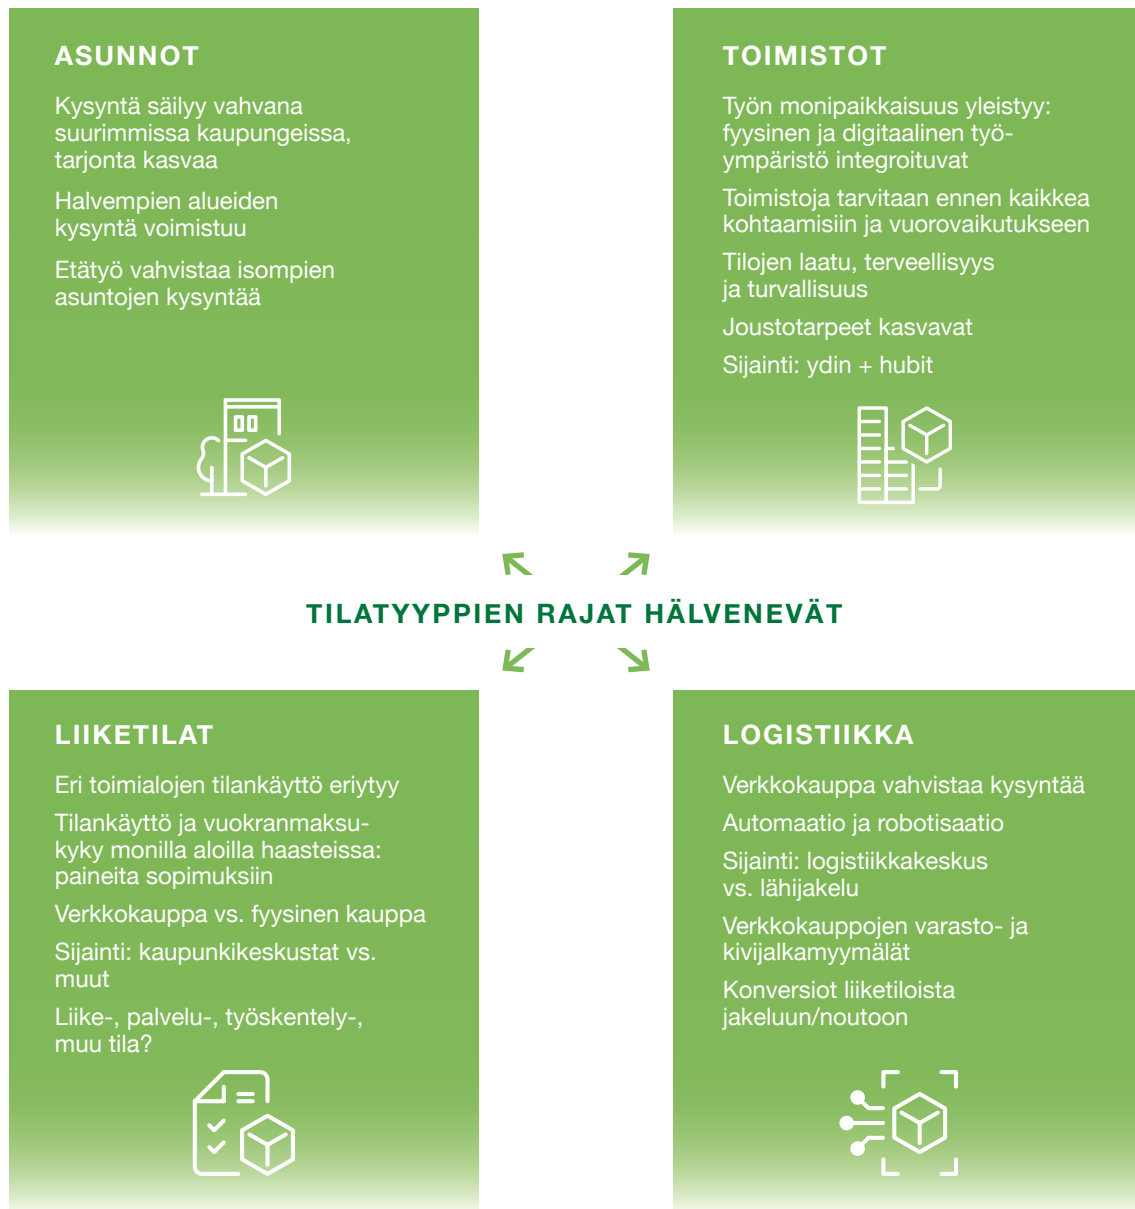 ASUNNOT
Kysyntä säilyy vahvana
suurimmissa kaupungeissa,
tarjonta kasvaa
Halvempien alueiden
kysyntä voimistuu
Etätyö vahvistaa isompien
asuntojen kysyntää
TOIMISTOT
Työn monipaikkaisuus yleistyy:
fyysinen ja digitaalinen työ-
ympäristö integroituvat
Toimistoja tarvitaan ennen kaikkea
kohtaamisiin ja vuorovaikutukseen
Tilojen laatu, terveellisyys
ja turvallisuus
Joustotarpeet kasvavat
Sijainti: ydin + hubit
TILATYYPPIEN RAJAT HÄLVENEVÄT
LIIKETILAT
Eri toimialojen tilankäyttö eriytyy
Tilankäyttö ja vuokranmaksu-
kyky monilla aloilla haasteissa:
paineita sopimuksiin
Verkkokauppa vs. fyysinen kauppa
Sijainti: kaupunkikeskustat vs.
muut
Liike-, palvelu-, työskentely-,
muu tila?
LOGISTIIKKA
Verkkokauppa vahvistaa kysyntää
Automaatio ja robotisaatio
Sijainti: logistiikkakeskus
vs. lähijakelu
Verkkokauppojen varasto- ja
kivijalkamyymälät
Konversiot liiketiloista
jakeluun/noutoon